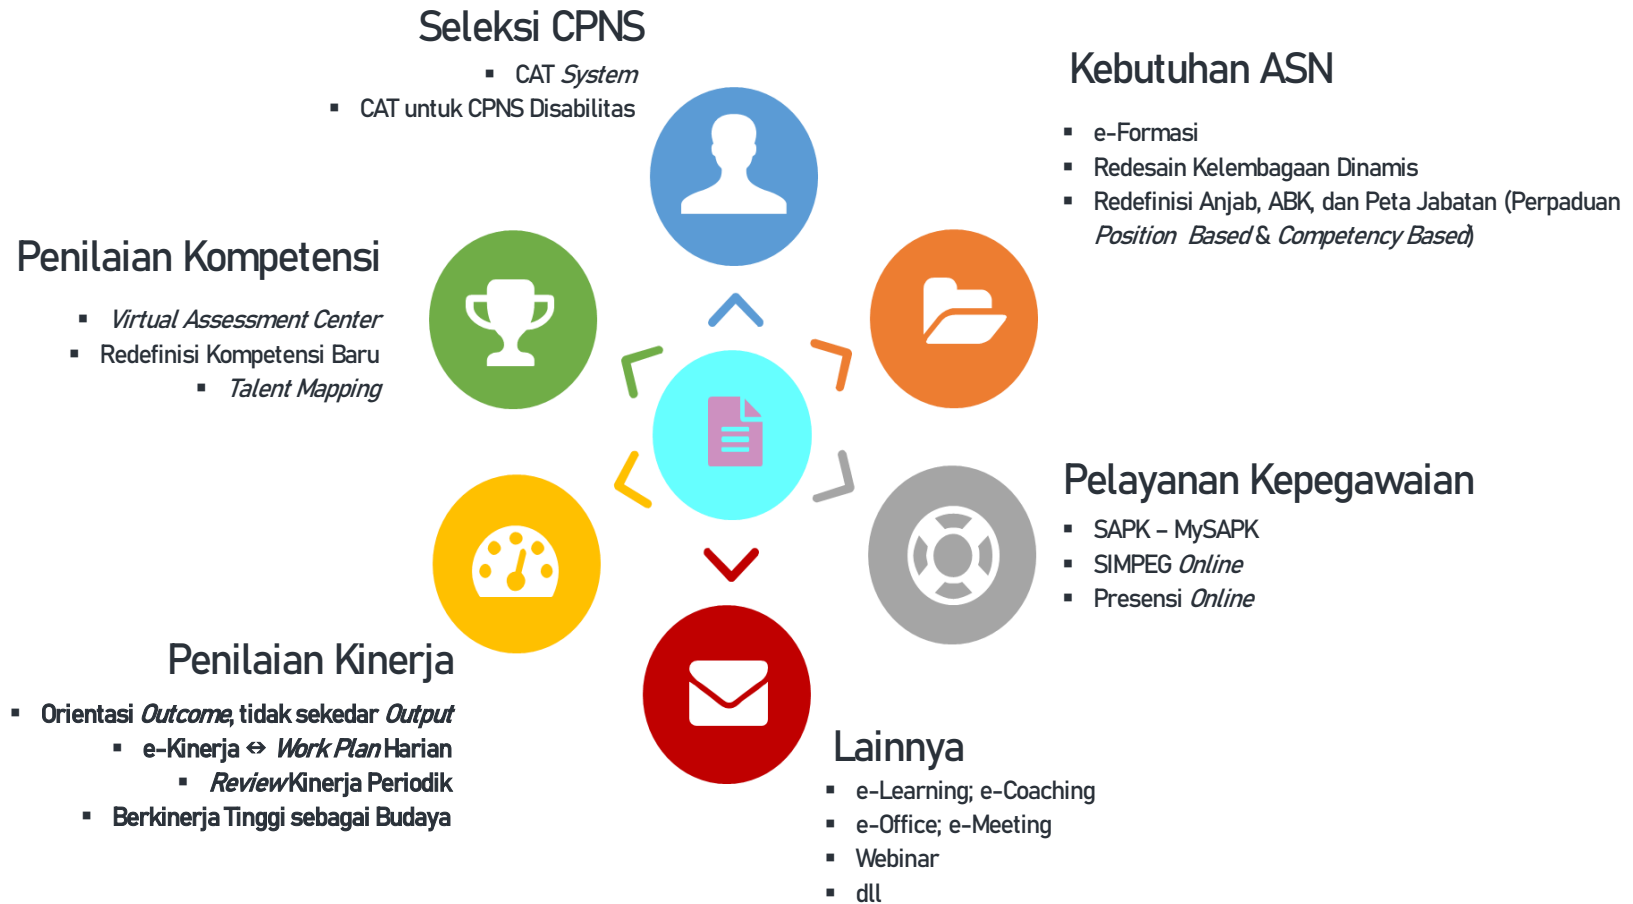 Seleksi CPNS
▪ CAT System
▪ CAT untuk CPNS Disabilitas
Kebutuhan ASN
▪ e-Formasi
▪ Redesain Kelembagaan Dinamis
▪ Redefinisi Anjab, ABK, dan Peta Jabatan (Perpaduan
Position Based & Competency Based)
Penilaian Kompetensi
▪ Virtual Assessment Center
▪ Redefinisi Kompetensi Baru
▪ Talent Mapping
Pelayanan Kepegawaian
▪ SAPK – MySAPK
▪ SIMPEG Online
▪ Presensi Online
Penilaian Kinerja
▪ Orientasi Outcome, tidak sekedar Output
▪ e-Kinerja ⇔ Work Plan Harian
▪ Review Kinerja Periodik
▪ Berkinerja Tinggi sebagai Budaya
Lainnya
▪ e-Learning; e-Coaching
▪ e-Office; e-Meeting
▪ Webinar
▪ dll